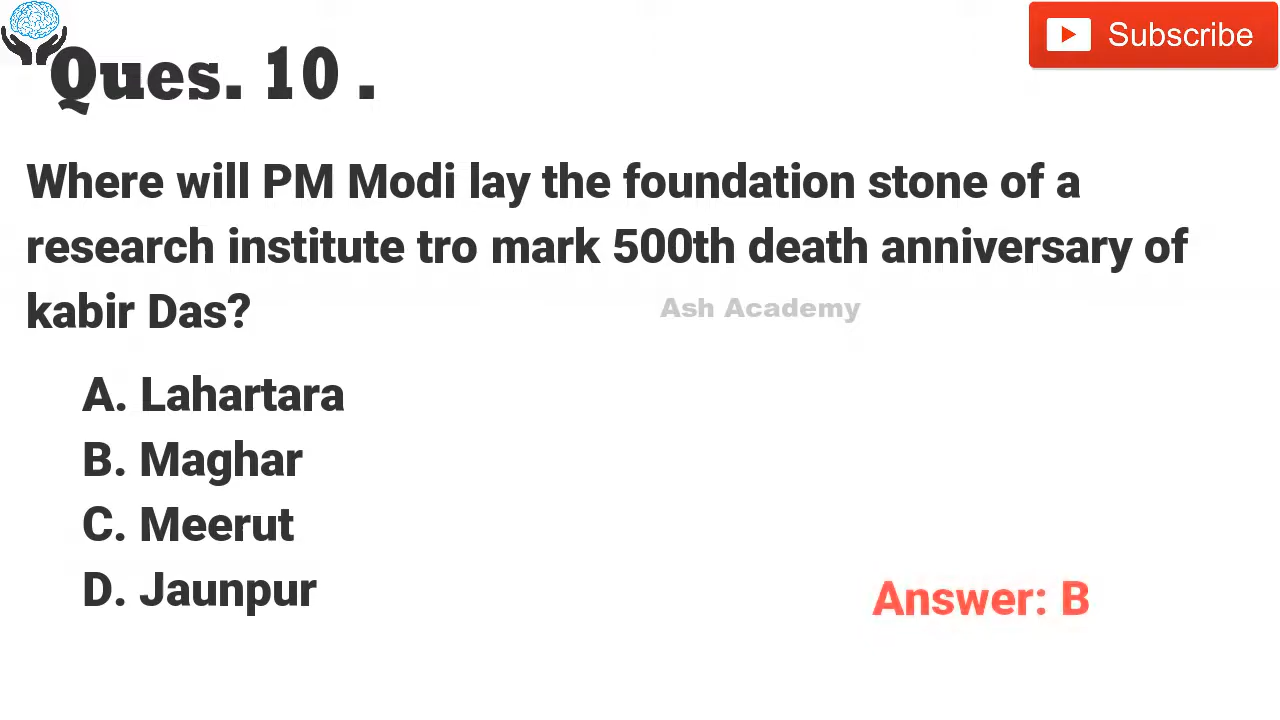 Subscribe
Ques. 10 .
Where will PM Modi lay the foundation stone of a
research institute tro mark 500th death anniversary of
kabir Das?
Ash Academy
A. Lahartara
B. Maghar
C. Meerut
D. Jaunpur
Answer: B